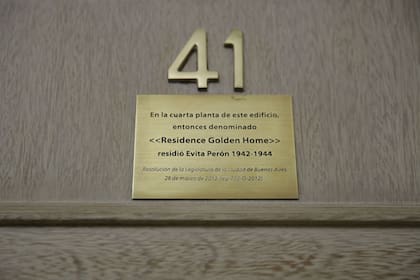 41
En la cuarta planta de este edificio,
entonces denominado
<<Residence Golden Home>>
residió Evita Perón 1942-1944
Resolución de la Legislatura de la Ciudad de Buenos Aires
28 de marzo de 2012